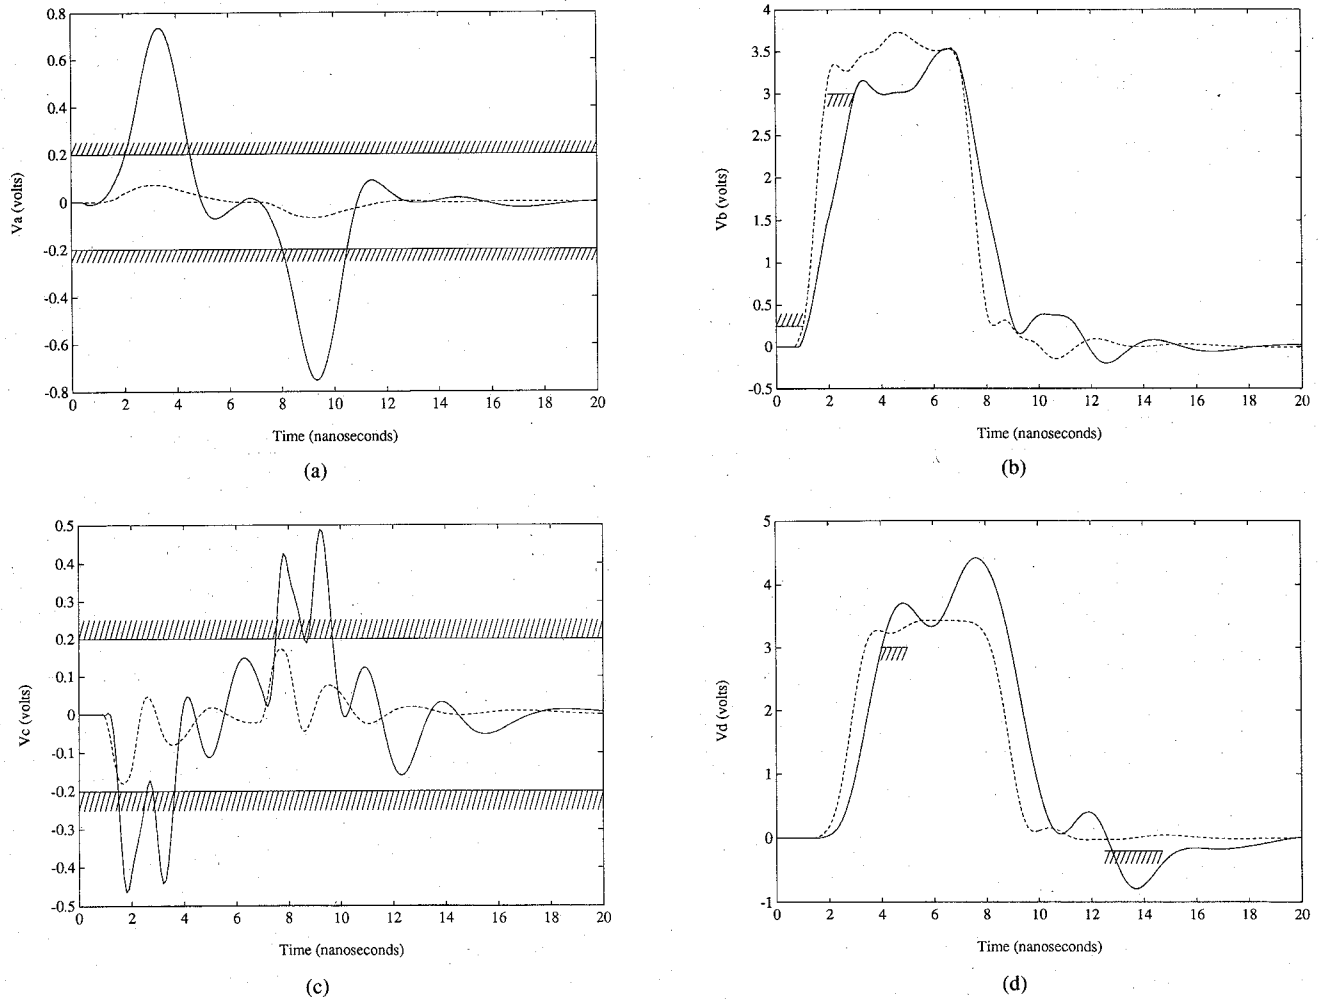 0.8
0.6
0.4
0.2
0
-0.2
-0.4
-0.6
-0.8
Va (volts)
0 2 4 6 8 10 12 14 16 18 20
Time (nanoseconds)
(a)
4
3.5
3
2.5
2
1.5
1
0.5
0
-0.5
Vb (volts)
0 2 4 6 8 10 12 14 16 18 20
Time (nanoseconds)
(b)
0.5
0.4
0.3
0.2
0.1
0
-0.1
-0.2
-0.3
-0.4
-0.5
Vc (volts)
0 2 4 6 8 10 12 14 16 18 20
Time (nanoseconds)
(c)
5
4
3
2
1
0
-1
Vd (volts)
0 2 4 6 8 10 12 14 16 18 20
Time (nanoseconds)
(d)